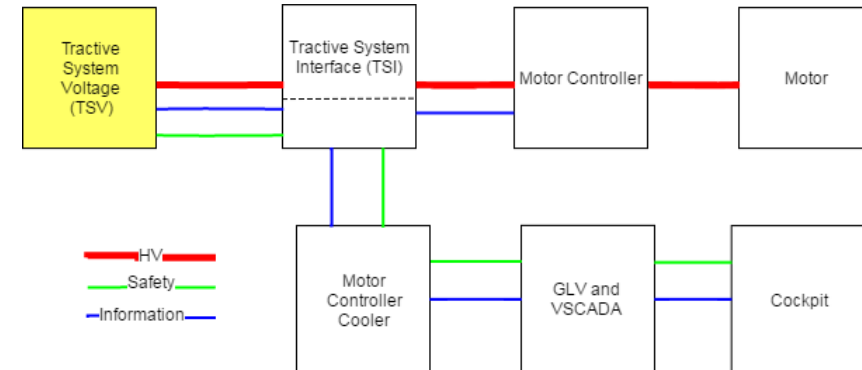 Tractive
System
Voltage
(TSV)
Tractive System
Interface (TSI)
Motor Controller
Motor
HV
Safety
Information
Motor
Controller
Cooler
GLV and
VSCADA
Cockpit